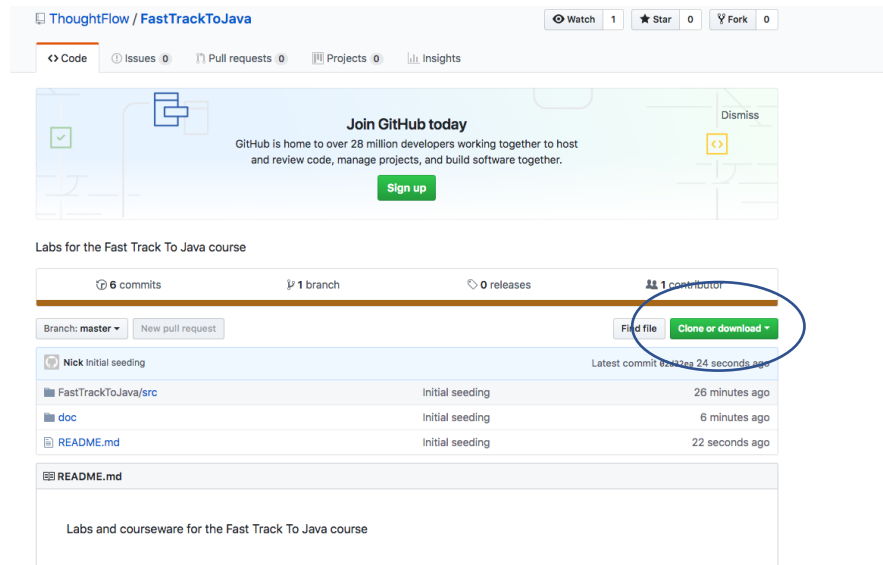 ThoughtFlow / FastTrackToJava Watch 1 Star 0 Fork 0
Code Issues 0 Pull requests 0 Projects 0 Insights
Dismiss
Join GitHub today
GitHub is home to over 28 million developers working together to host
and review code, manage projects, and build software together.
Sign up
Labs for the Fast Track To Java course
6 commits 1 branch 0 releases 1 contributor
Branch: master New pull request Find file Clone or download
Nick Initial seeding Latest commit 24 seconds ago
FastTrackToJava/src Initial seeding 26 minutes ago
doc Initial seeding 6 minutes ago
README.md Initial seeding 22 seconds ago
README.md
Labs and courseware for the Fast Track To Java course